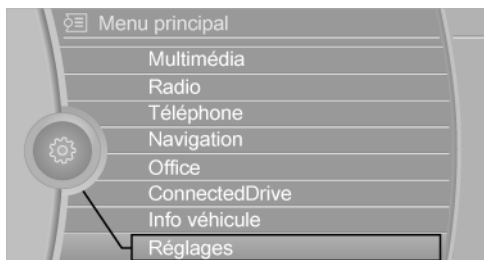 Menu principal
Multimédia
Radio
Téléphone
Navigation
Office
ConnectedDrive
Info véhicule
Réglages